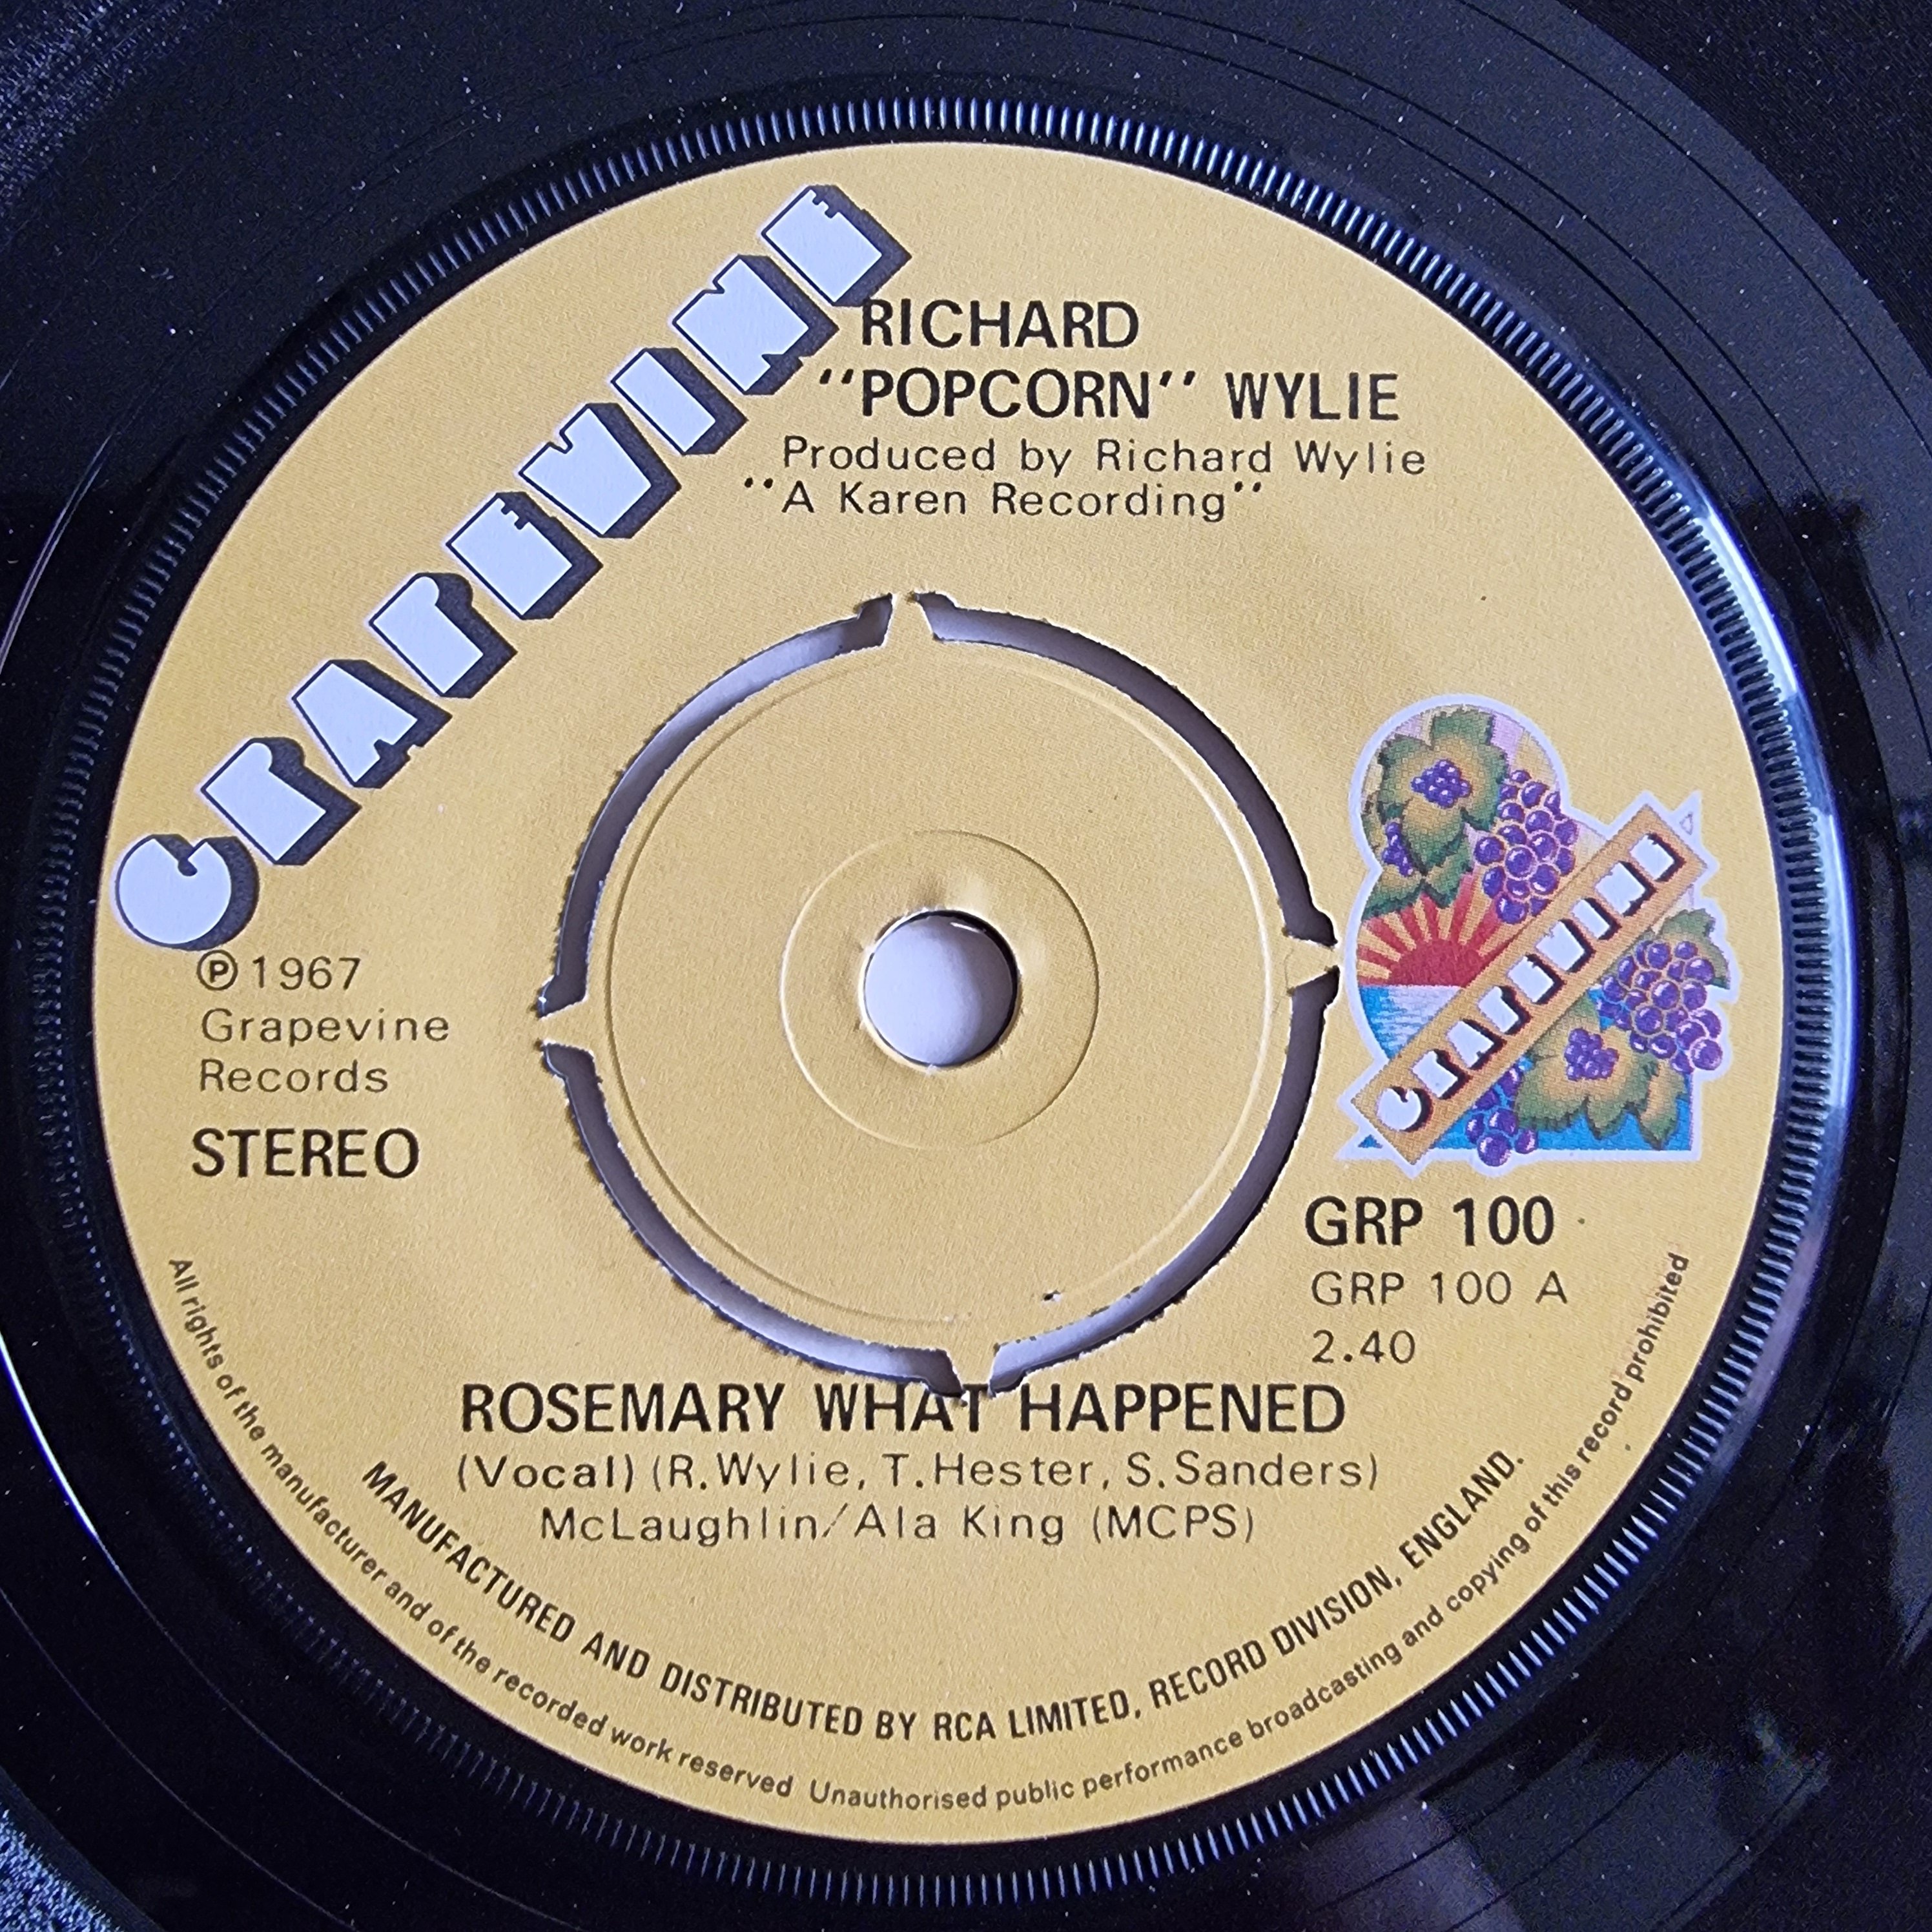 GRAPEVINE
RICHARD
"POPCORN" WYLIE
Produced by Richard Wylie
"A Karen Recording"
GRAPEVINE
℗ 1967
Grapevine
Records
STEREO
GRP 100
GRP 100 A
2.40
ROSEMARY WHAT HAPPENED
(Vocal) (R.Wylie, T.Hester, S.Sanders)
McLaughlin/Ala King (MCPS)
MANUFACTURED AND DISTRIBUTED BY RCA LIMITED, RECORD DIVISION, ENGLAND.
All rights of the manufacturer and of the recorded work reserved Unauthorised public performance broadcasting and copying of this record prohibited